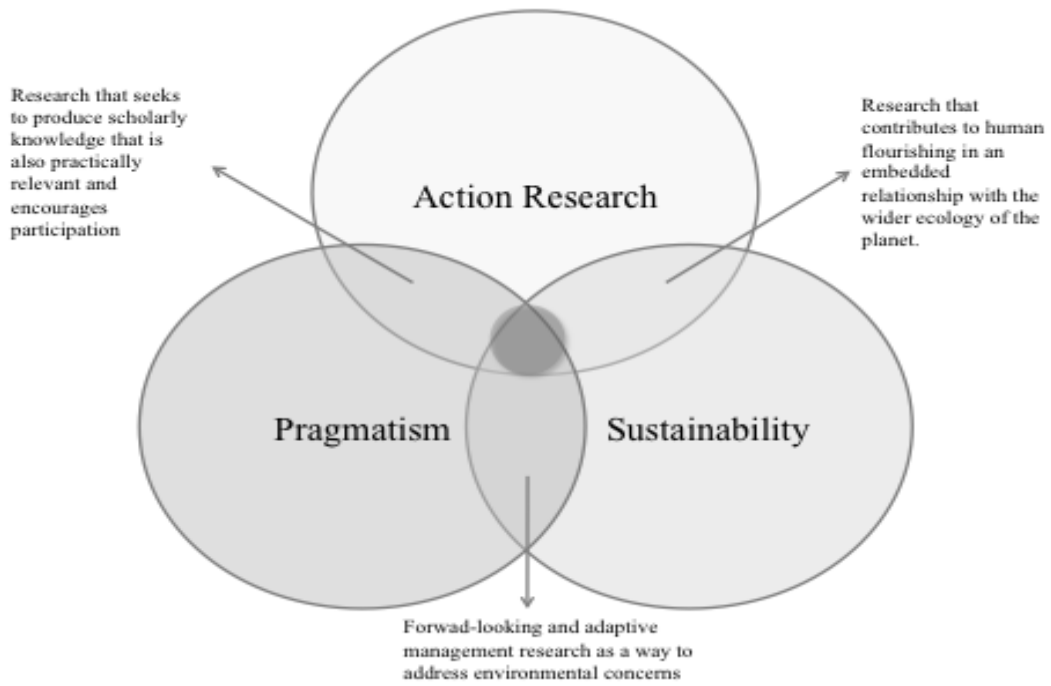 Research that seeks
to produce scholarly
knowledge that is
also practically
relevant and
encourages
participation
Research that
contributes to human
flourishing in an
embedded
relationship with the
wider ecology of the
planet.
Action Research
Pragmatism
Sustainability
Forwad-looking and adaptive
management research as a way to
address environmental concerns